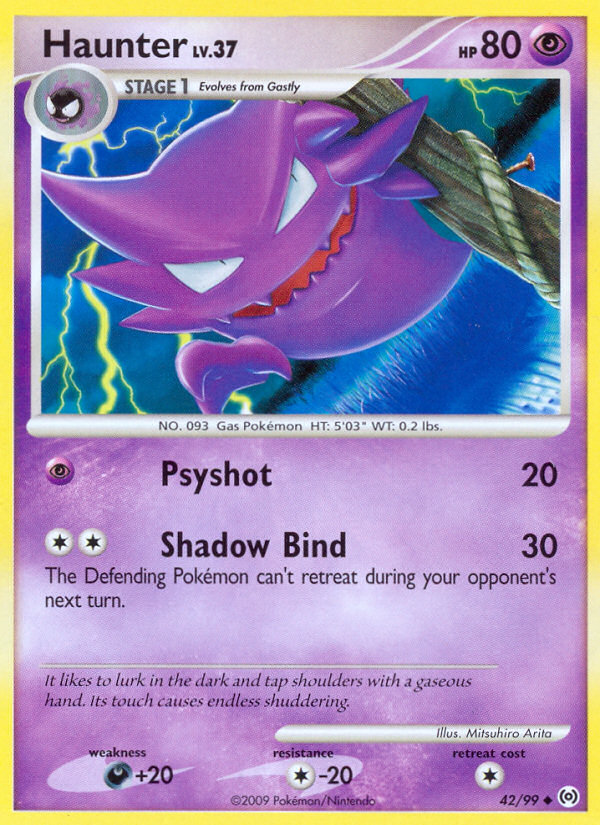 Haunter LV.37 HP 80
STAGE 1 Evolves from Gastly
NO. 093 Gas Pokémon HT: 5'03" WT: 0.2 lbs.
Psyshot 20
Shadow Bind 30
The Defending Pokémon can't retreat during your opponent's
next turn.
It likes to lurk in the dark and tap shoulders with a gaseous
hand. Its touch causes endless shuddering.
Illus. Mitsuhiro Arita
weakness resistance retreat cost
+20 -20
©2009 Pokémon/Nintendo 42/99